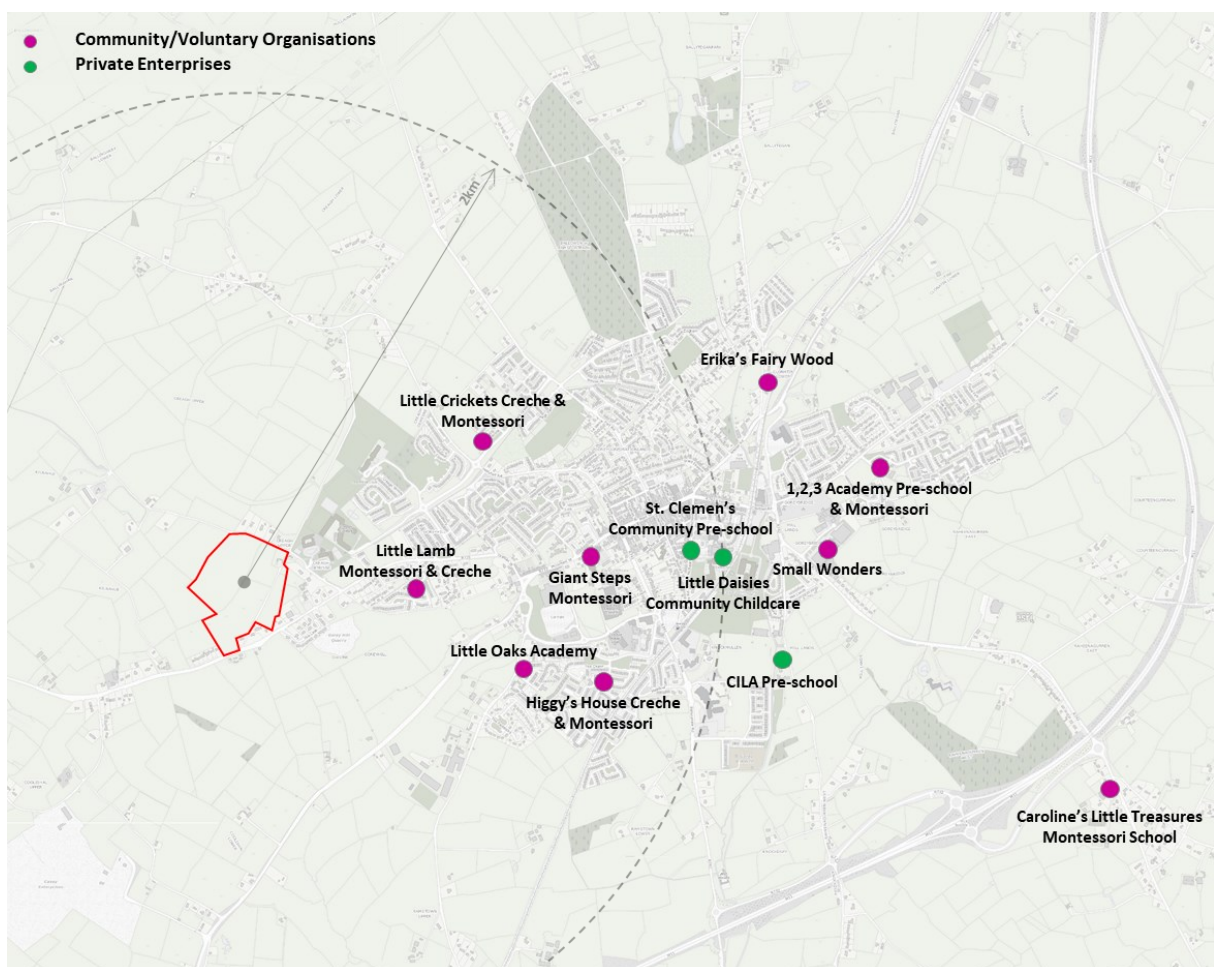 Community/Voluntary Organisations
Private Enterprises
2km
Erika's Fairy Wood
Little Crickets Creche &
Montessori
1,2,3 Academy Pre-school
& Montessori
St. Clemen's
Community Pre-school
Little Lamb
Montessori & Creche
Giant Steps
Montessori
Little Daisies
Community Childcare
Small Wonders
Little Oaks Academy
CILA Pre-school
Higgy's House Creche
& Montessori
Caroline's Little Treasures
Montessori School